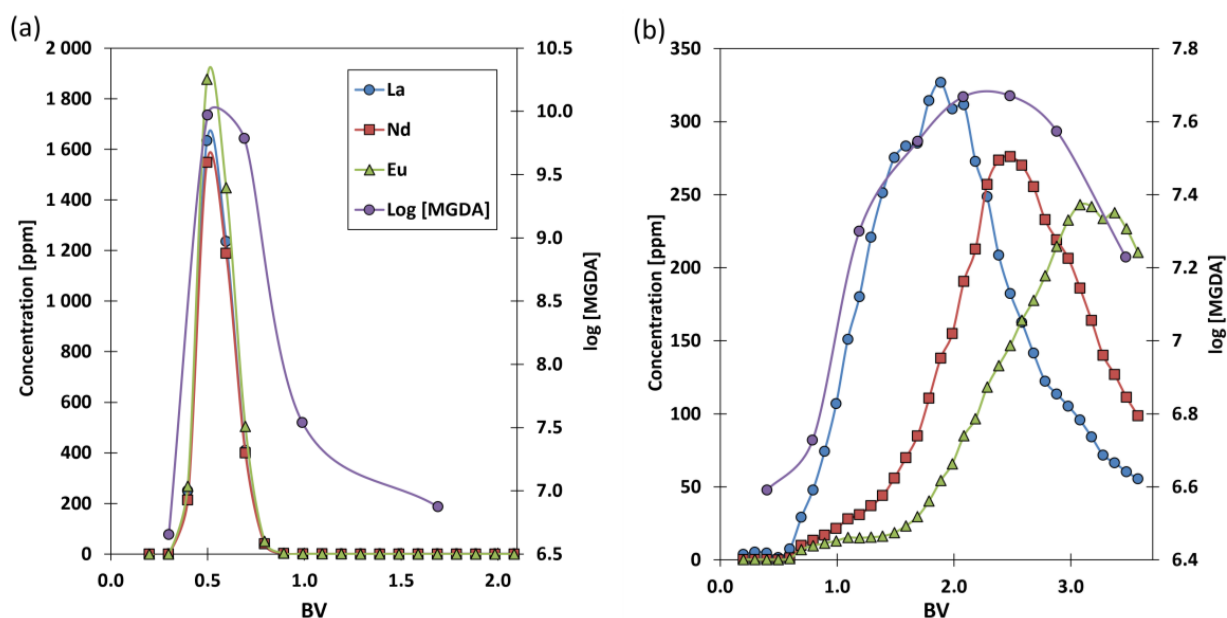 (a)
2 000
1 800
1 600
1 400
1 200
1 000
800
600
400
200
0
Concentration [ppm]
10.5
10.0
9.5
9.0
8.5
8.0
7.5
7.0
6.5
log [MGDA]
La
Nd
Eu
Log [MGDA]
0.0 0.5 1.0 1.5 2.0
BV
(b)
350
300
250
200
150
100
50
0
Concentration [ppm]
7.8
7.6
7.4
7.2
7
6.8
6.6
6.4
log [MGDA]
0.0 1.0 2.0 3.0
BV